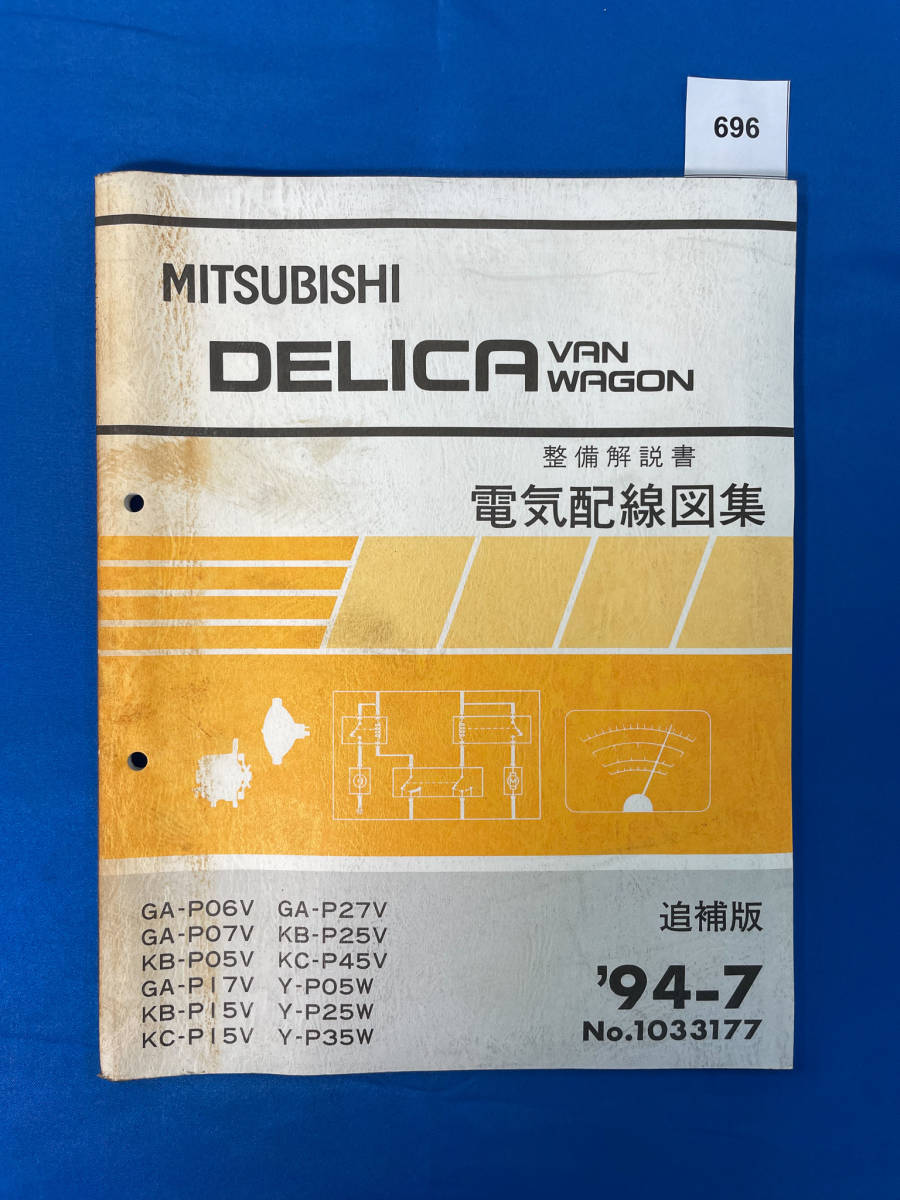 696
MITSUBISHI
DELICA VAN WAGON
整備解説書
電気配線図集
GA-P06V GA-P27V
GA-P07V KB-P25V
KB-P05V KC-P45V
GA-P17V Y-P05W
KB-P15V Y-P25W
KC-P15V Y-P35W
追補版
'94-7
No.1033177